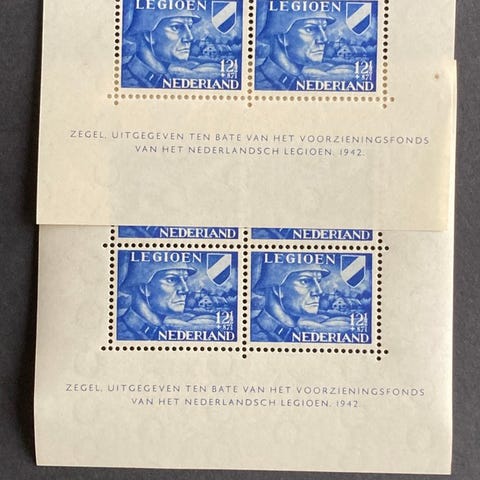 LEGIOEN LEGIOEN
12½ 12½
+ 87½ + 87½
NEDERLAND NEDERLAND
ZEGEL, UITGEGEVEN TEN BATE VAN HET VOORZIENINGSFONDS
VAN HET NEDERLANDSCH LEGIOEN, 1942.
NEDERLAND NEDERLAND
LEGIOEN LEGIOEN
12½ 12½
+ 87½ + 87½
NEDERLAND NEDERLAND
ZEGEL, UITGEGEVEN TEN BATE VAN HET VOORZIENINGSFONDS
VAN HET NEDERLANDSCH LEGIOEN, 1942.